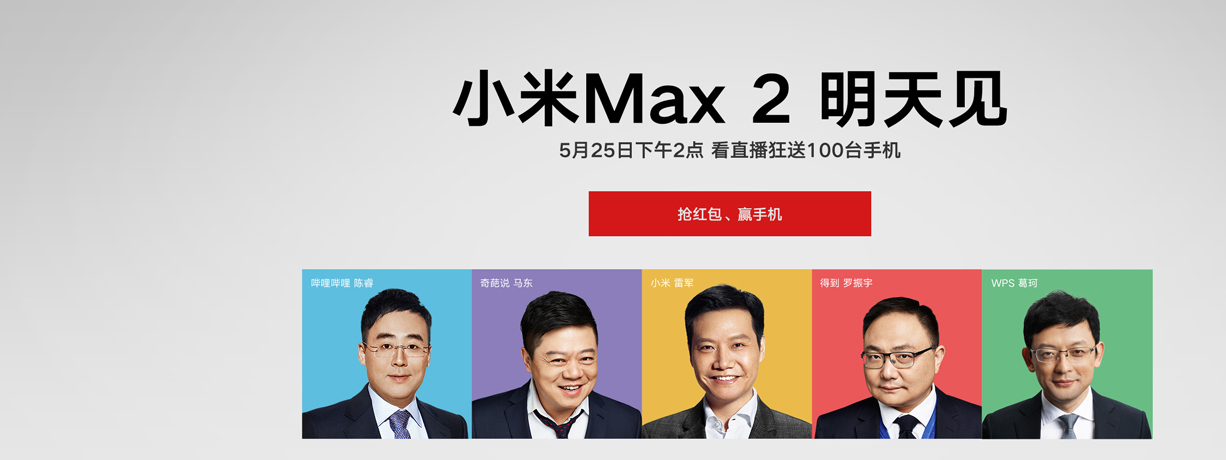 小米Max 2 明天见
5月25日下午2点 看直播狂送100台手机
抢红包、赢手机
哔哩哔哩 陈睿
奇葩说 马东
小米 雷军
得到 罗振宇
WPS 葛珂